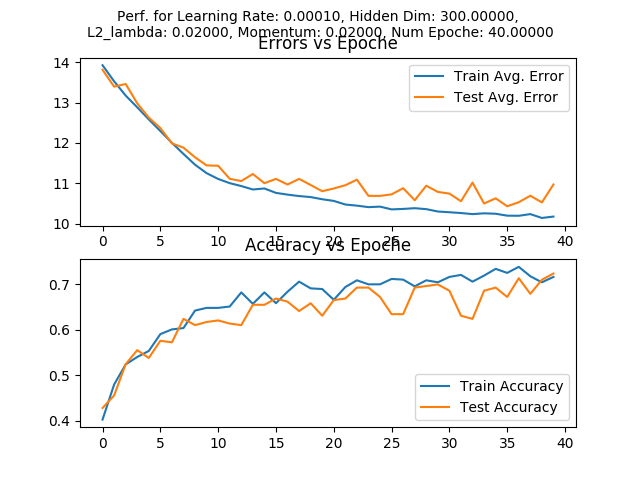 Perf. for Learning Rate: 0.00010, Hidden Dim: 300.00000,
L2_lambda: 0.02000, Momentum: 0.02000, Num Epoche: 40.00000
Errors vs Epoche
14
13
12
11
10
Train Avg. Error
Test Avg. Error
0 5 10 15 20 25 30 35 40
Accuracy vs Epoche
0.7
0.6
0.5
0.4
Train Accuracy
Test Accuracy
0 5 10 15 20 25 30 35 40